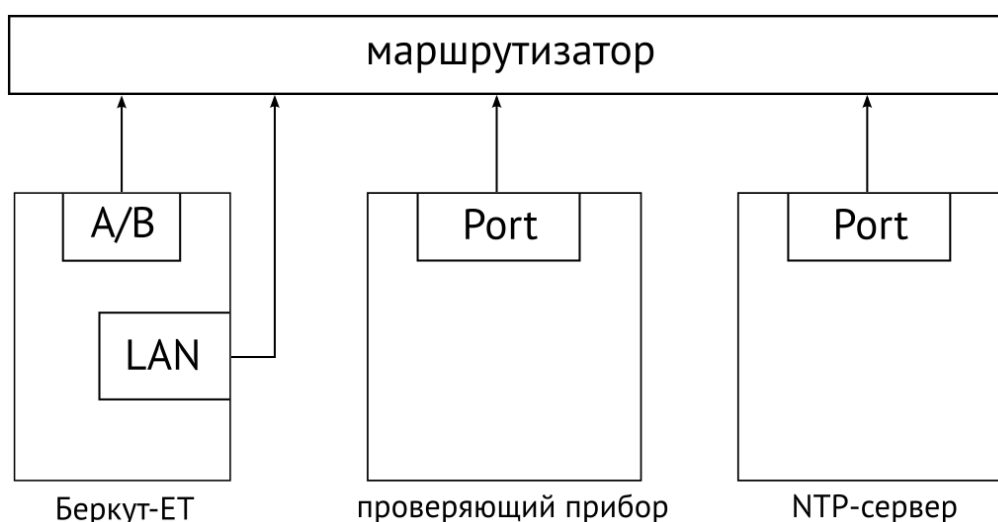 маршрутизатор
A/B
Port
Port
LAN
Беркут-ЕТ
проверяющий прибор
NTP-сервер